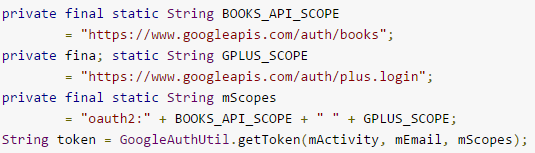 private final static String BOOKS_API_SCOPE
= "https://www.googleapis.com/auth/books";
private fina; static String GPLUS_SCOPE
= "https://www.googleapis.com/auth/plus.login";
private final static String mScopes
= "oauth2:" + BOOKS_API_SCOPE + " " + GPLUS_SCOPE;
String token = GoogleAuthUtil.getToken(mActivity, mEmail, mScopes);